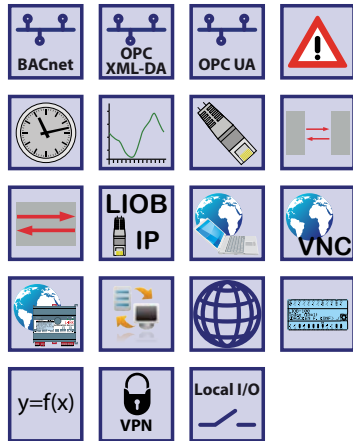 BACnet
OPC
XML-DA
OPC UA
LIOB
IP
VNC
y=f(x)
VPN
Local I/O